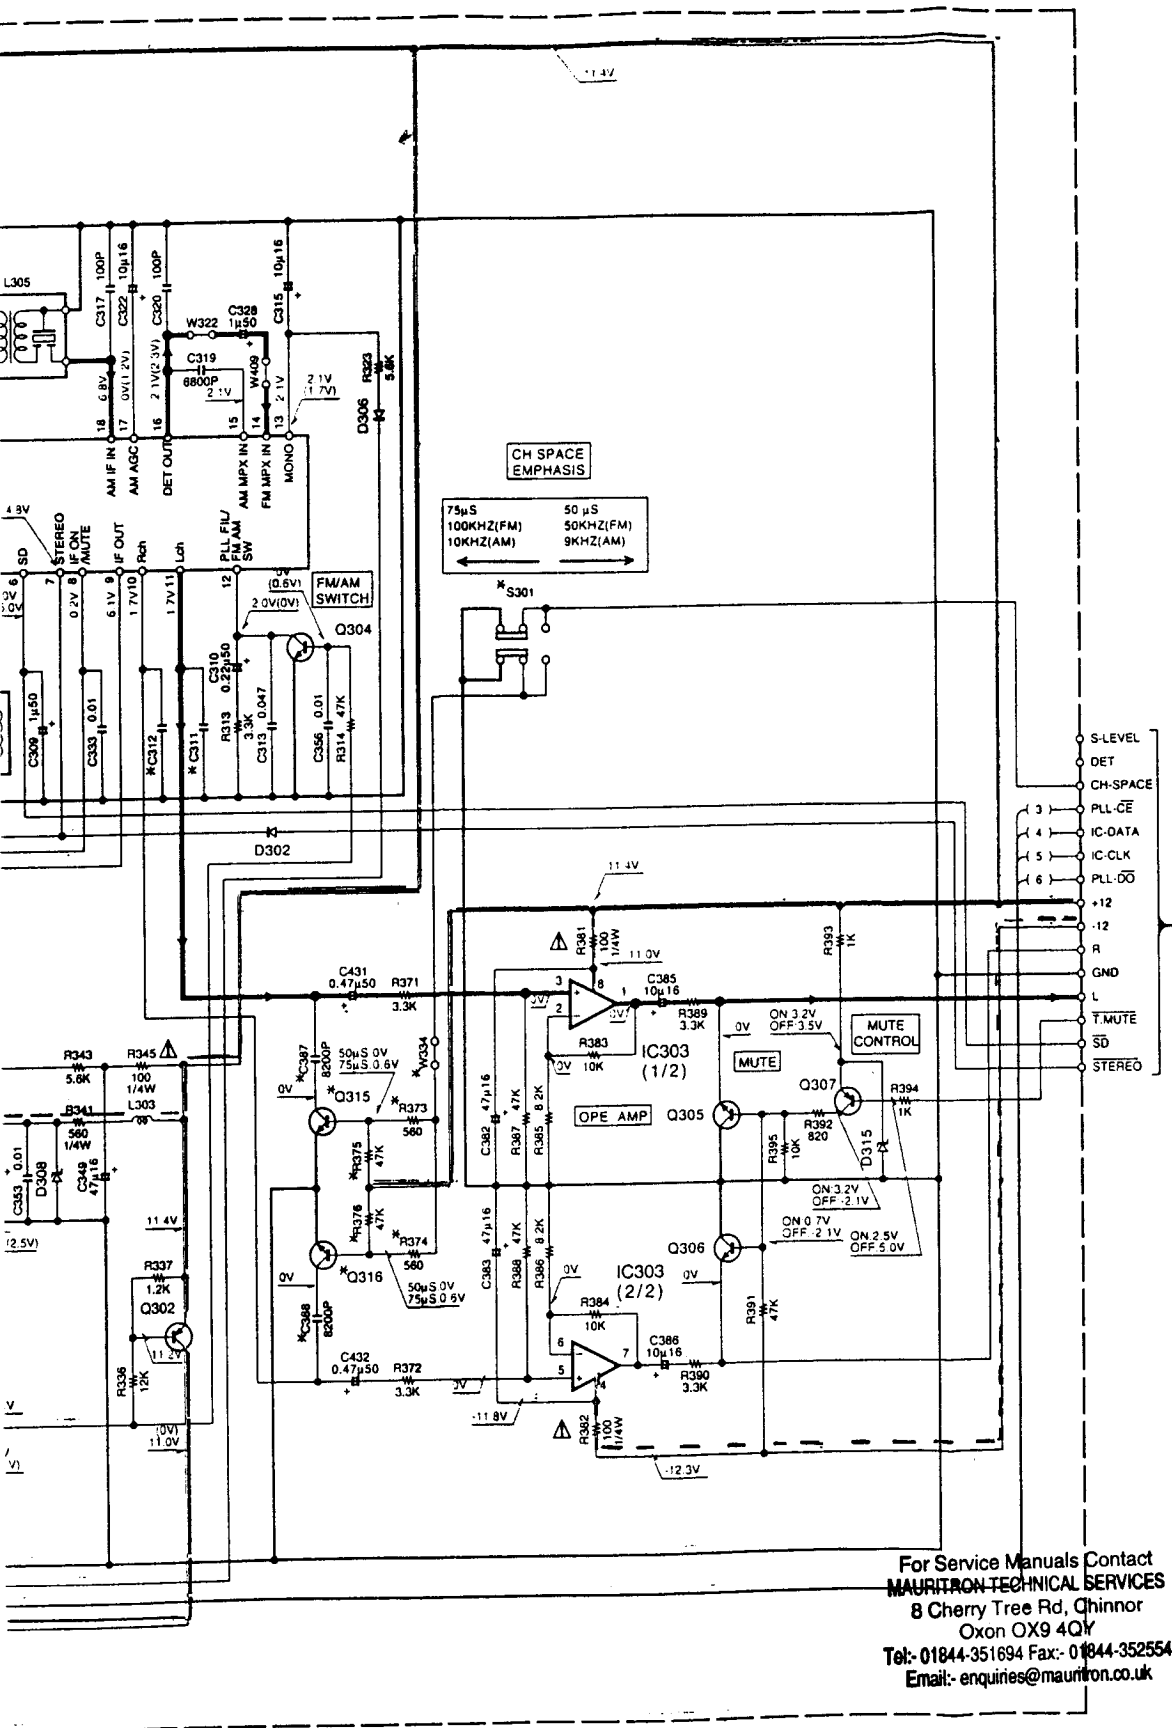 11.4V
L305
C317 100P
C322 10µ16
C320 100P
C315 10µ16
W322
C328
1µ50
C319
6800P
W409
R323
5.6K
D306
0V(1.2V)
2.1V(2.3V)
2.1V
2.1V
2.1V
(1.7V)
18
17
16
15
14
13
AM IF IN
AM AGC
DET OUT
AM MPX IN
FM MPX IN
MONO
CH SPACE
EMPHASIS
75µS 50 µS
100KHZ(FM) 50KHZ(FM)
10KHZ(AM) 9KHZ(AM)
*S301
4.8V
SD
STEREO
IF ON
/MUTE
IF OUT
Rch
Lch
PLL FIL/
FM AM
SW
6
7
8
9
10
11
12
0.2V
6.1V
1.7V
1.7V
0V
(0.6V)
2.0V(0V)
FM/AM
SWITCH
Q304
C309 1µ50
C333 0.01
*C312
*C311
C310
0.22µ50
R313
3.3K
C313 0.047
C356 0.01
R314 47K
D302
S-LEVEL
DET
CH-SPACE
3 PLL-CE
4 IC-DATA
5 IC-CLK
6 PLL-DO
+12
-12
R
GND
L
T.MUTE
SD
STEREO
11.4V
R381
100
1/4W
11.0V
R393
1K
C431
0.47µ50
R371
3.3K
3
8
1
2
0V
0V
C385
10µ16
R389
3.3K
R383
10K
0V
IC303
(1/2)
0V
ON:3.2V
OFF:3.5V
MUTE
CONTROL
MUTE
R343
5.6K
R345
100
1/4W
L303
R341
560
1/4W
*C387
8200P
50µS:0V
75µS:0.6V
*W334
0V
*Q315
*R373
560
C382 47µ16
R387 47K
R385 8.2K
OPE AMP
Q305
Q307
R394
1K
R392
820
R395
10K
D315
C353 0.01
D308
C349
47µ16
*R375
47K
*R376
47K
*R374
560
11.4V
(2.5V)
R337
1.2K
Q302
11.2V
R336
12K
(0V)
11.0V
*Q316
0V
50µS:0V
75µS:0.6V
*C388
8200P
C383 47µ16
R388 47K
R386 8.2K
0V
IC303
(2/2)
Q306
0V
ON:3.2V
OFF:-2.1V
ON:0.7V
OFF:-2.1V
ON:2.5V
OFF:5.0V
R391
47K
R384
10K
6
5
7
4
C386
10µ16
R390
3.3K
C432
0.47µ50
R372
3.3K
0V
-11.8V
R382
100
1/4W
-12.3V
For Service Manuals Contact
MAURITRON TECHNICAL SERVICES
8 Cherry Tree Rd, Chinnor
Oxon OX9 4QY
Tel:- 01844-351694 Fax:- 01844-352554
Email:- enquiries@mauritron.co.uk